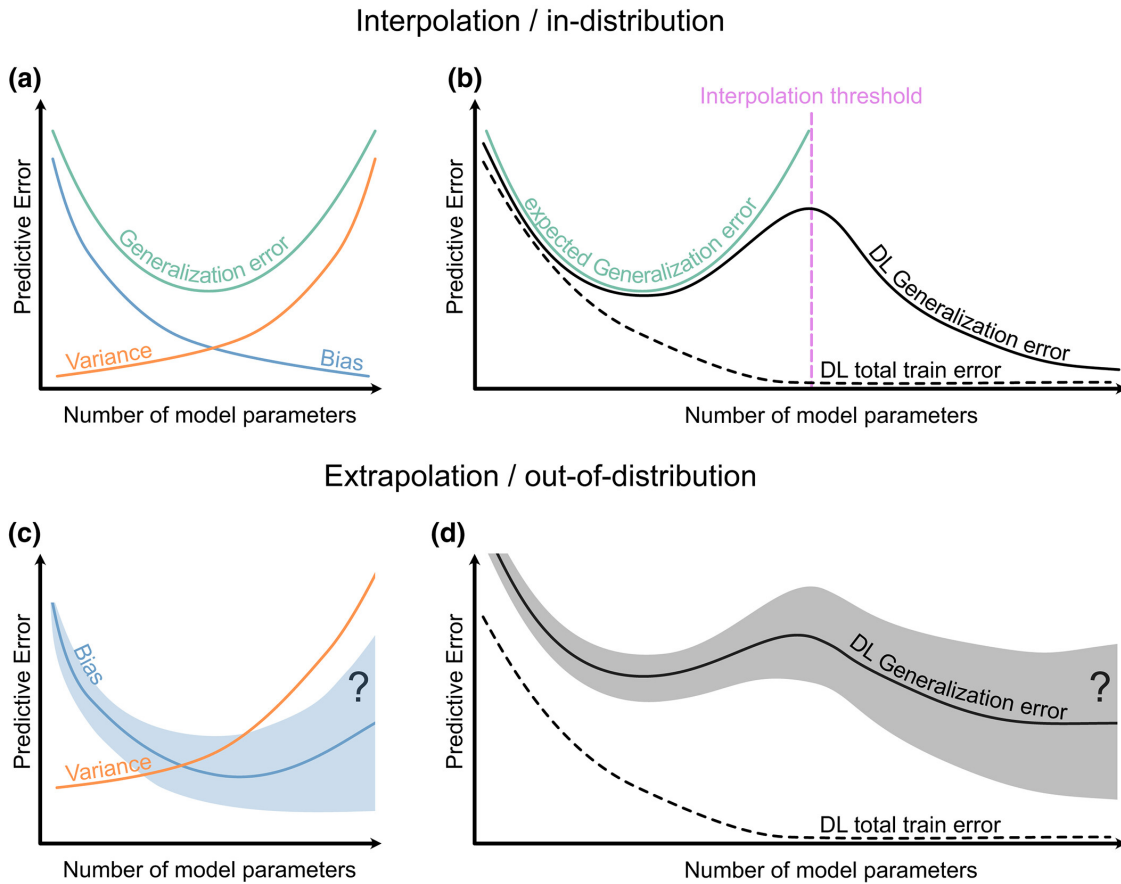 Interpolation / in-distribution
(a)
Predictive Error
Generalization error
Variance
Bias
Number of model parameters
(b)
Interpolation threshold
Predictive Error
expected Generalization error
DL Generalization error
DL total train error
Number of model parameters
Extrapolation / out-of-distribution
(c)
Predictive Error
Bias
?
Variance
Number of model parameters
(d)
Predictive Error
DL Generalization error
?
DL total train error
Number of model parameters